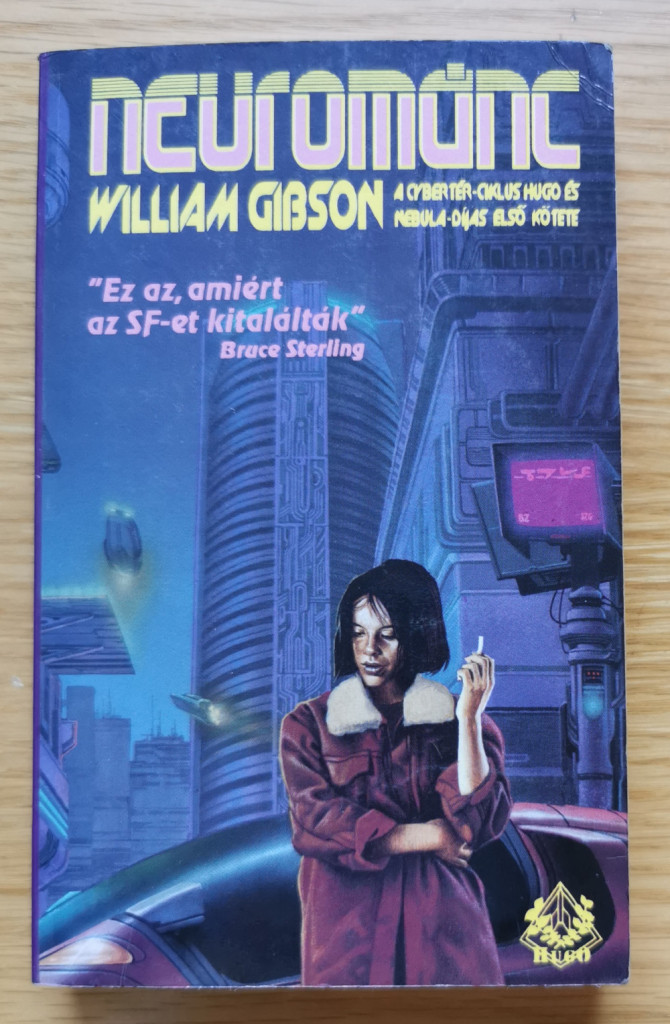 neurománc
WILLIAM GIBSON
A CYBERTÉR-CIKLUS HUGO ÉS
NEBULA-DÍJAS ELSŐ KÖTETE
"Ez az, amiért
az SF-et kitalálták"
Bruce Sterling
HUGO